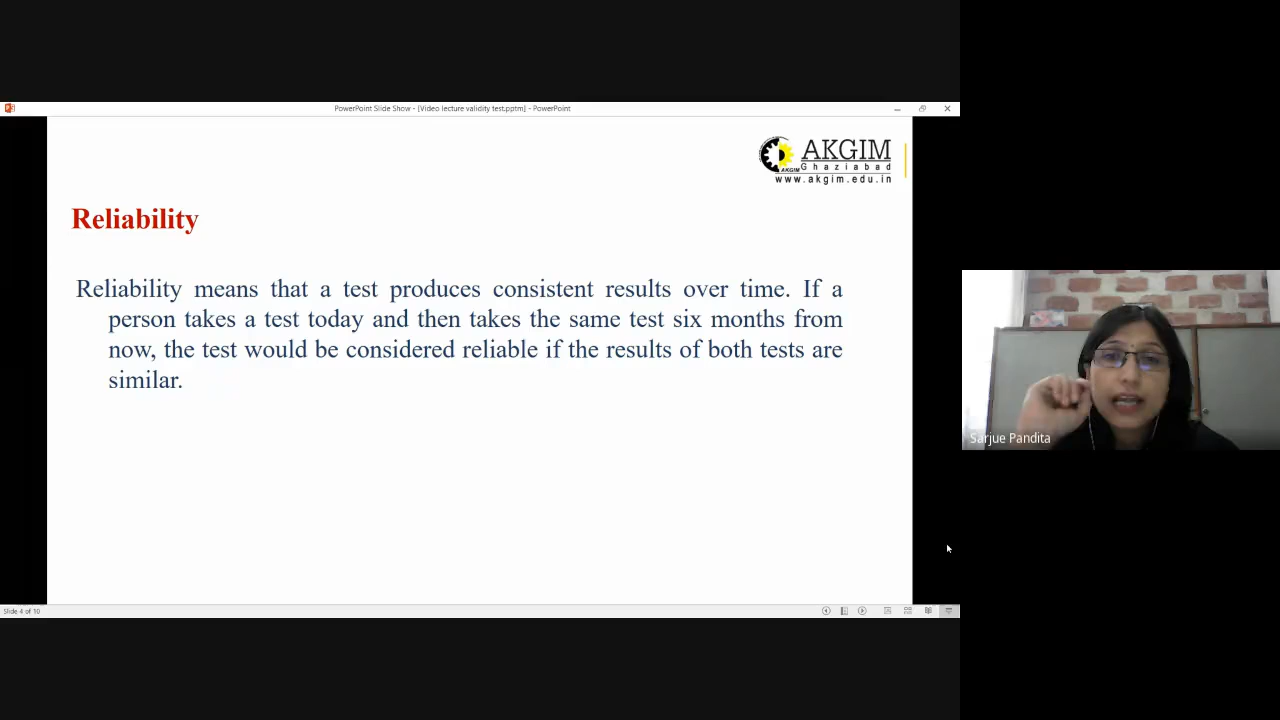 PowerPoint Slide Show - [Video lecture validity test.pptm] - PowerPoint
AKGIM
Ghaziabad
AKGIM
www.akgim.edu.in
Reliability
Reliability means that a test produces consistent results over time. If a
person takes a test today and then takes the same test six months from
now, the test would be considered reliable if the results of both tests are
similar.
Sarjue Pandita
Slide 4 of 10